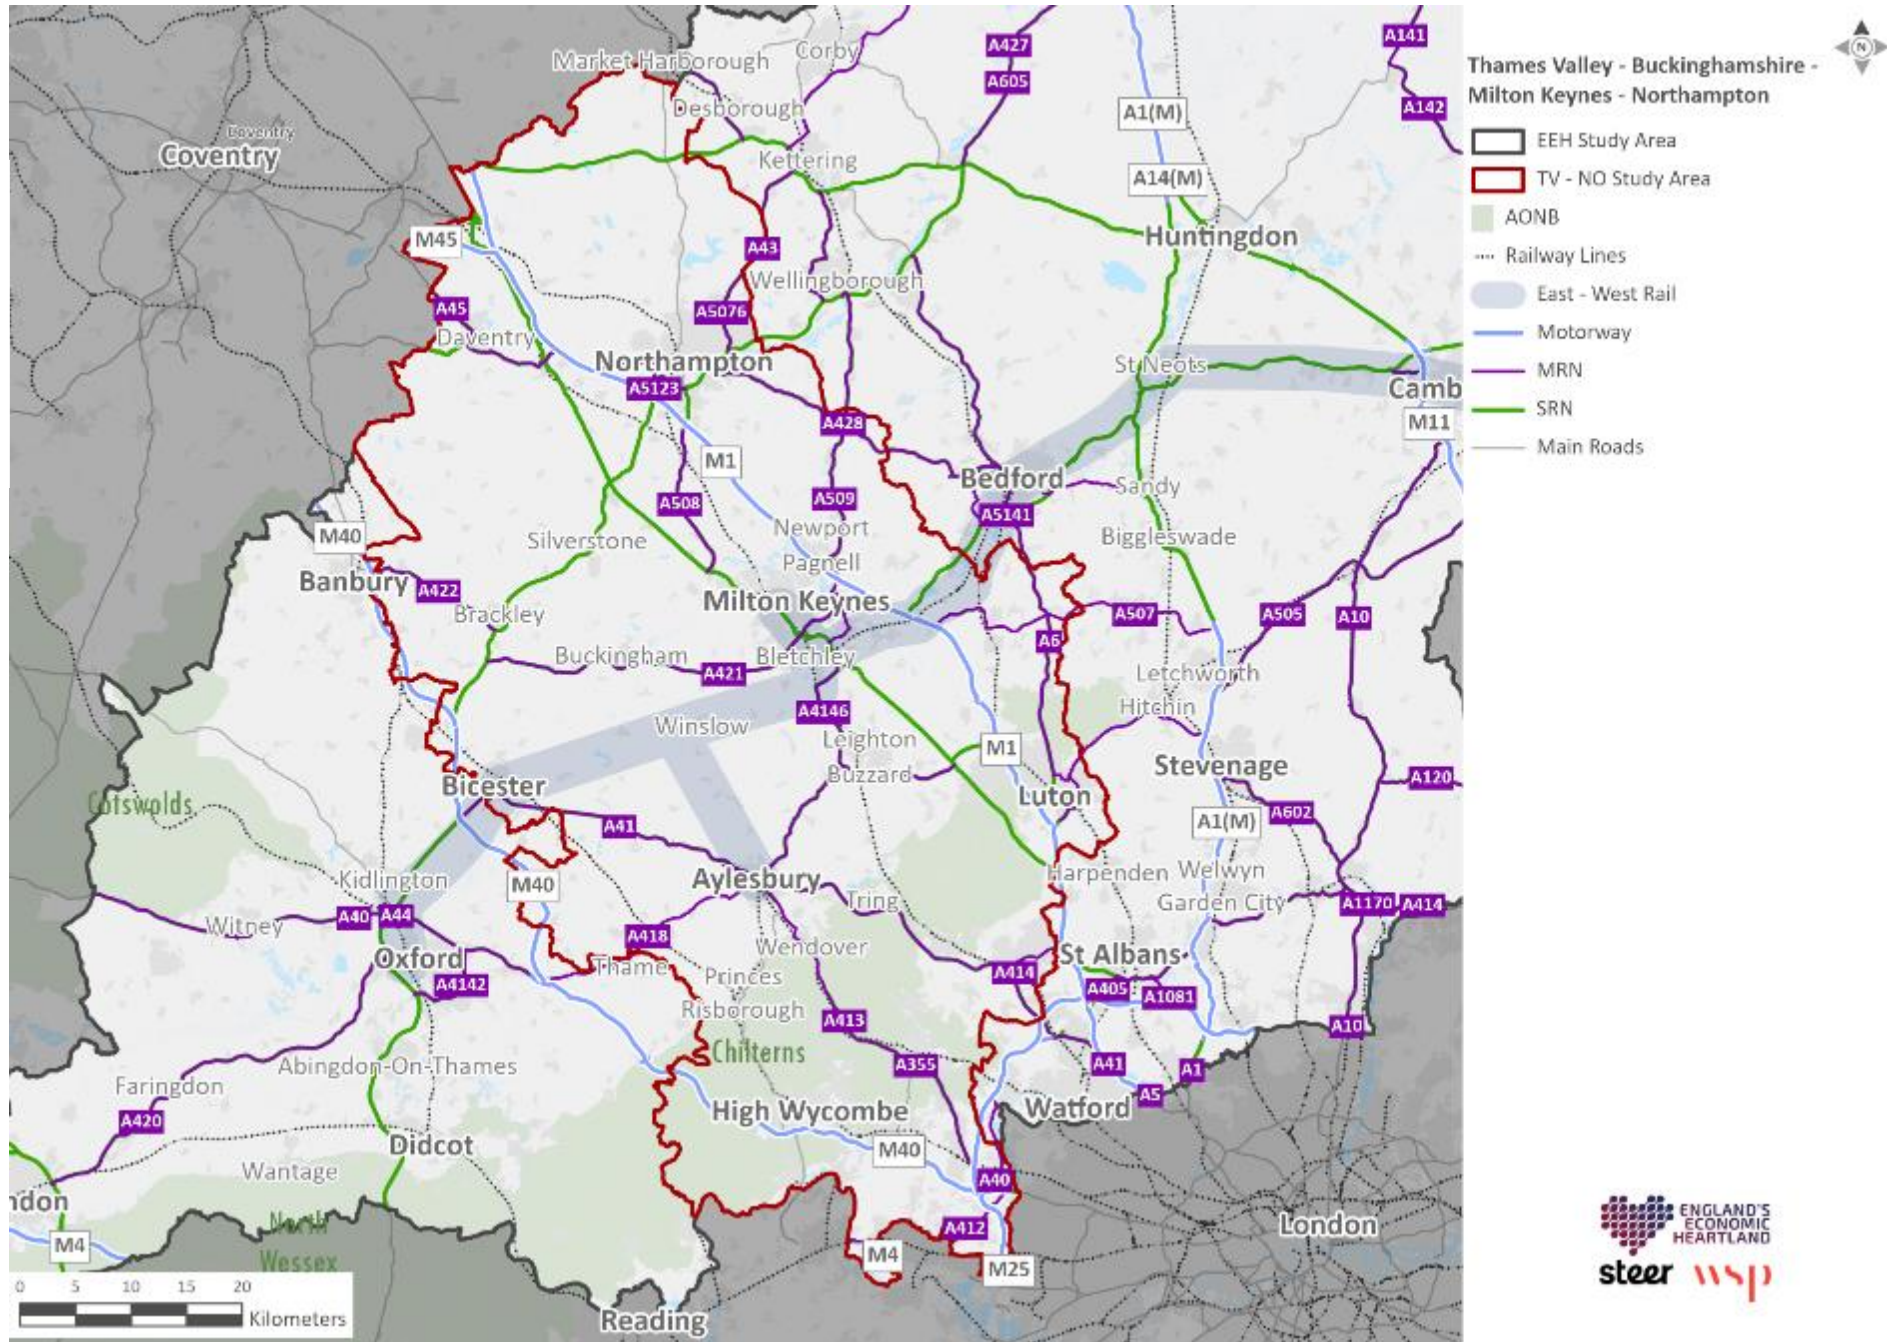 Thames Valley - Buckinghamshire -
Milton Keynes - Northampton
EEH Study Area
TV - NO Study Area
AONB
Railway Lines
East - West Rail
Motorway
MRN
SRN
Main Roads
N
Market Harborough
Corby
A427
A605
A141
A142
Desborough
A1(M)
Coventry
Coventry
Kettering
A14(M)
M45
A43
Huntingdon
Wellingborough
A45
A5076
Daventry
Northampton
St Neots
A5123
Camb
A428
M11
M1
Bedford
Sandy
A508
A509
A5141
Newport
Pagnell
Silverstone
M40
Biggleswade
Banbury
A422
Milton Keynes
Brackley
A507
A505
A10
A6
Buckingham
A421
Bletchley
Letchworth
Hitchin
A4146
Winslow
Leighton
Buzzard
M1
Stevenage
A120
Bicester
Luton
Cotswolds
A41
A1(M)
A602
Kidlington
M40
Aylesbury
Harpenden
Welwyn
Garden City
Tring
Witney
A40
A44
A1170
A414
A418
Wendover
Oxford
Thame
Princes
Risborough
A4142
A414
St Albans
A405
A1081
A413
A10
Chilterns
Abingdon-On-Thames
A355
A41
A1
A5
Faringdon
A420
High Wycombe
Watford
Didcot
M40
Wantage
A40
ndon
North
Wessex
A412
London
M4
M4
M25
Reading
0 5 10 15 20
Kilometers
ENGLAND'S
ECONOMIC
HEARTLAND
steer wsp